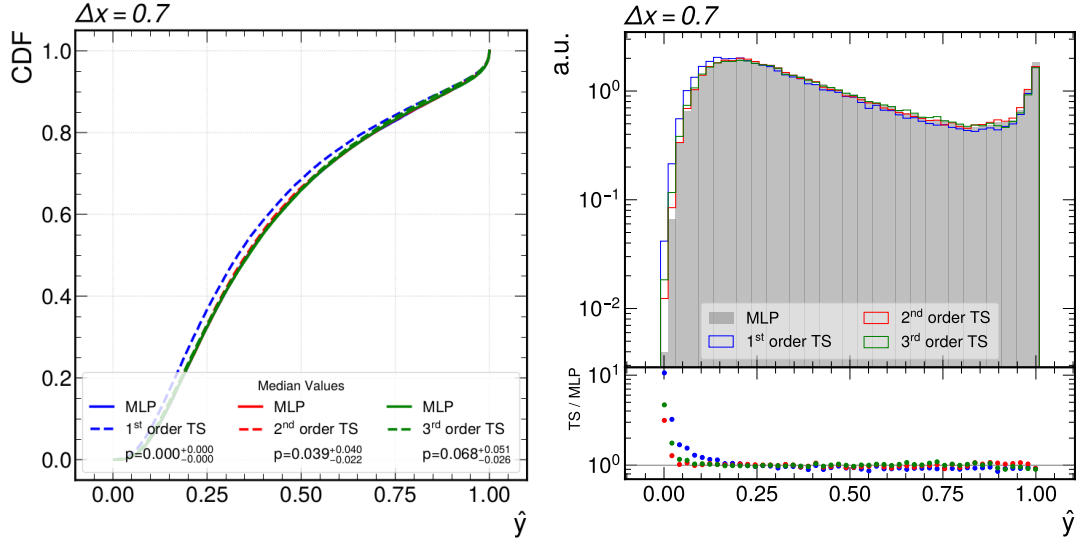 Δx = 0.7
CDF
1.0
0.8
0.6
0.4
0.2
0.0
Median Values
MLP MLP MLP
1st order TS 2nd order TS 3rd order TS
p=0.000+0.000−0.000 p=0.039+0.040−0.022 p=0.068+0.051−0.026
0.00 0.25 0.50 0.75 1.00
ŷ
Δx = 0.7
a.u.
10^0
10^−1
10^−2
MLP 2nd order TS
1st order TS 3rd order TS
TS / MLP
10^1
10^0
0.00 0.25 0.50 0.75 1.00
ŷ